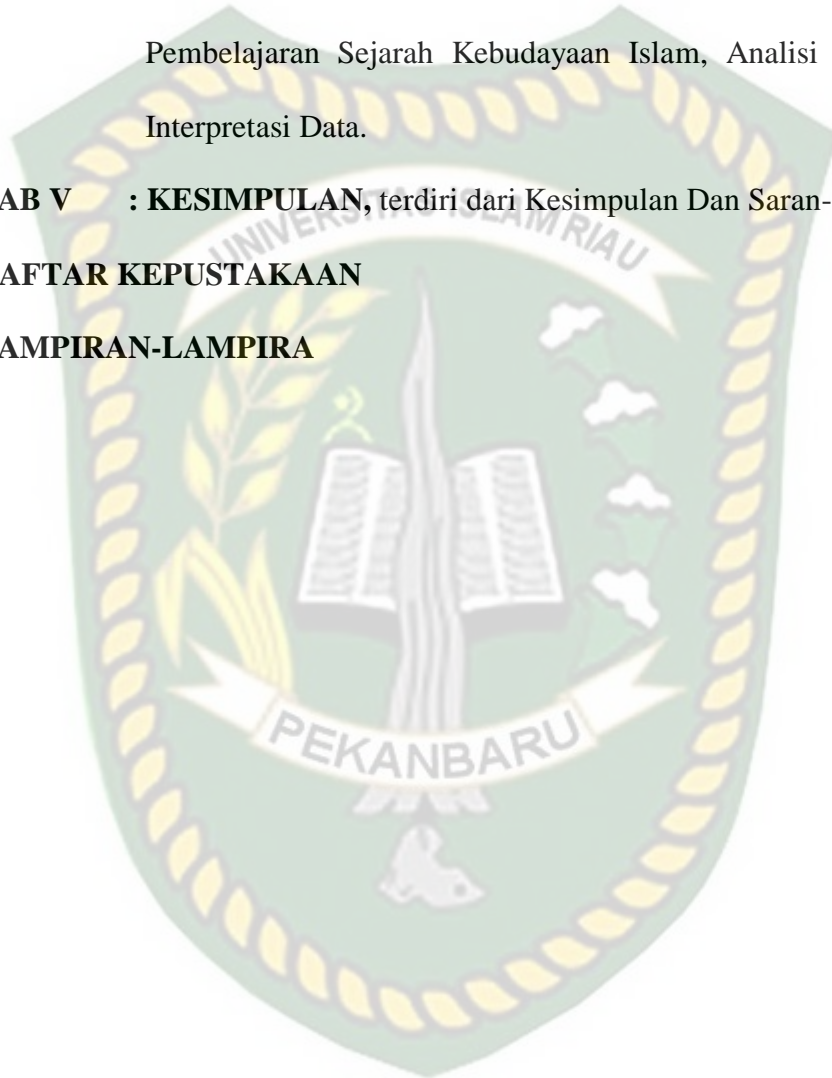 Pembelajaran Sejarah Kebudayaan Islam, Analisi
Interpretasi Data.
AB V : KESIMPULAN, terdiri dari Kesimpulan Dan Saran-
UNIVERSITAS ISLAM RIAU
AFTAR KEPUSTAKAAN
AMPIRAN-LAMPIRA
PEKANBARU